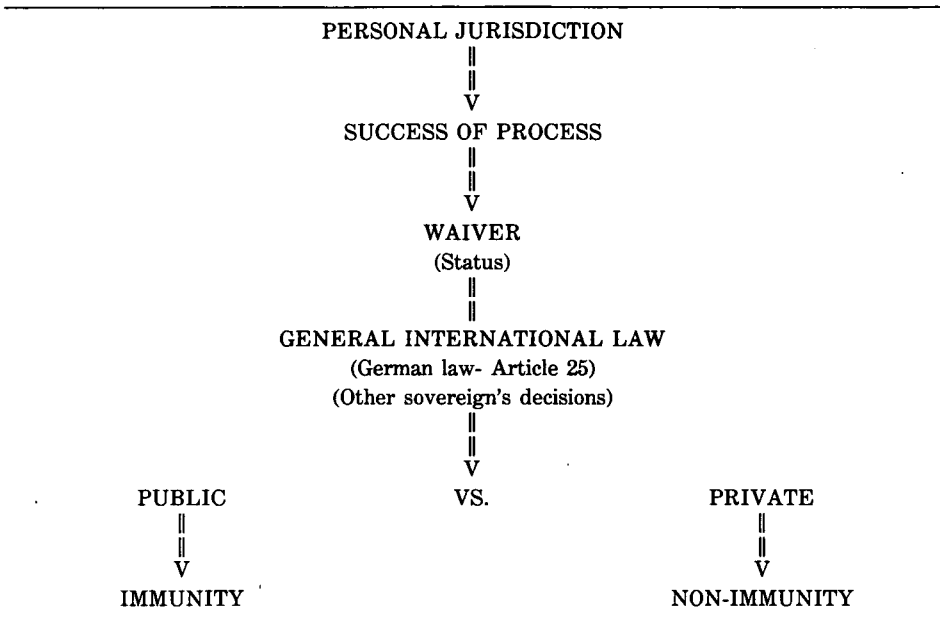 PERSONAL JURISDICTION
||
||
V
SUCCESS OF PROCESS
||
||
V
WAIVER
(Status)
||
||
GENERAL INTERNATIONAL LAW
(German law- Article 25)
(Other sovereign's decisions)
||
||
V
PUBLIC VS. PRIVATE
|| ||
|| ||
V V
IMMUNITY NON-IMMUNITY